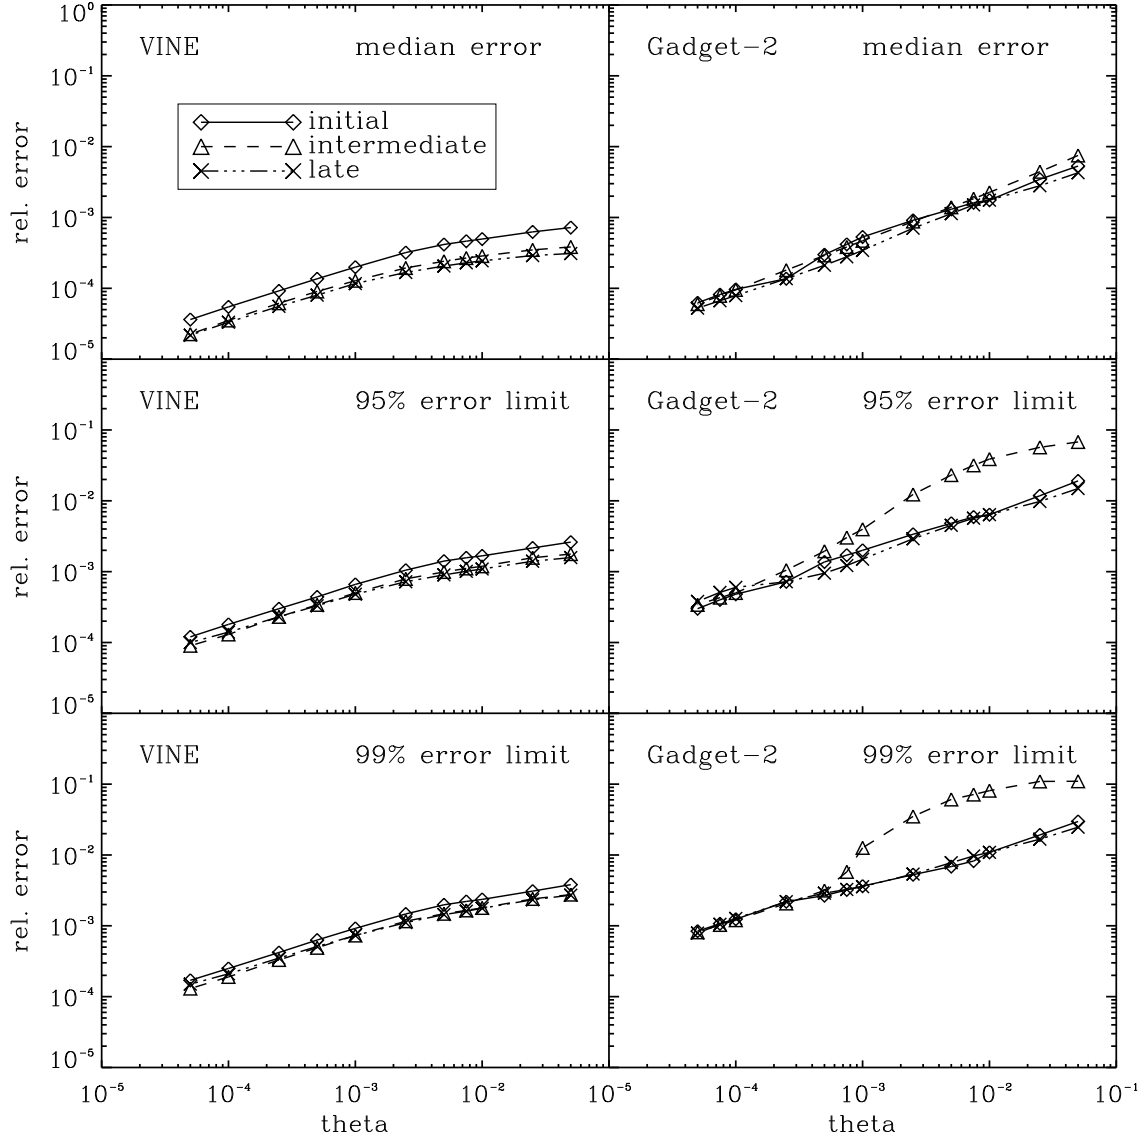 10⁰
VINE median error Gadget-2 median error
10⁻¹
initial
intermediate
late
10⁻²
rel. error
10⁻³
10⁻⁴
10⁻⁵
VINE 95% error limit Gadget-2 95% error limit
10⁻¹
10⁻²
rel. error
10⁻³
10⁻⁴
10⁻⁵
VINE 99% error limit Gadget-2 99% error limit
10⁻¹
10⁻²
rel. error
10⁻³
10⁻⁴
10⁻⁵
10⁻⁵ 10⁻⁴ 10⁻³ 10⁻² 10⁻⁵ 10⁻⁴ 10⁻³ 10⁻² 10⁻¹
theta theta